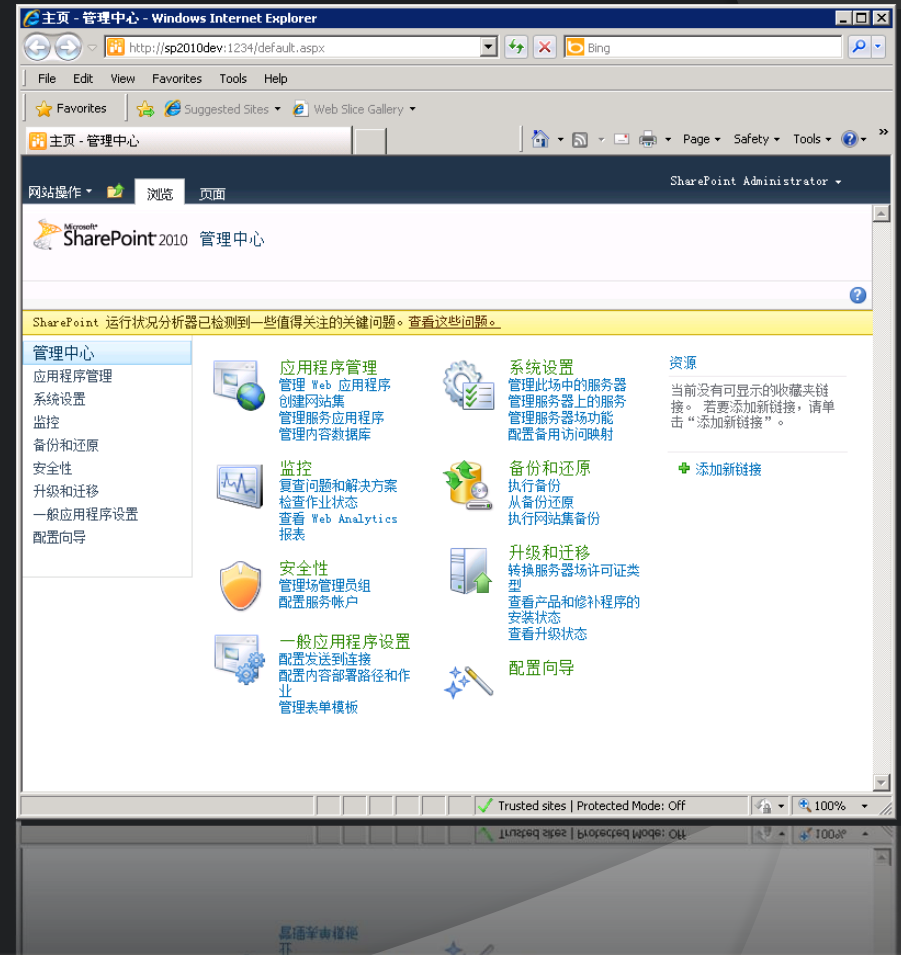 主页 - 管理中心 - Windows Internet Explorer
http://sp2010dev:1234/default.aspx
Bing
File Edit View Favorites Tools Help
Favorites
Suggested Sites
Web Slice Gallery
主页 - 管理中心
Page
Safety
Tools
»
网站操作
浏览
页面
SharePoint Administrator
Microsoft
SharePoint 2010
管理中心
SharePoint 运行状况分析器已检测到一些值得关注的关键问题。查看这些问题。
管理中心
应用程序管理
系统设置
监控
备份和还原
安全性
升级和迁移
一般应用程序设置
配置向导
应用程序管理
管理 Web 应用程序
创建网站集
管理服务应用程序
管理内容数据库
监控
复查问题和解决方案
检查作业状态
查看 Web Analytics
报表
安全性
管理场管理员组
配置服务帐户
一般应用程序设置
配置发送到连接
配置内容部署路径和作
业
管理表单模板
系统设置
管理此场中的服务器
管理服务器上的服务
管理服务器场功能
配置备用访问映射
备份和还原
执行备份
从备份还原
执行网站集备份
升级和迁移
转换服务器场许可证类
型
查看产品和修补程序的
安装状态
查看升级状态
配置向导
资源
当前没有可显示的收藏夹链
接。 若要添加新链接，请单
击“添加新链接”。
添加新链接
Trusted sites | Protected Mode: Off
100%